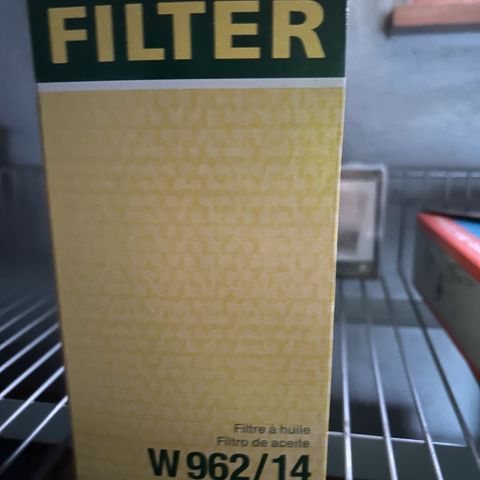 FILTER
Filtre à huile
Filtro de aceite
W 962/14